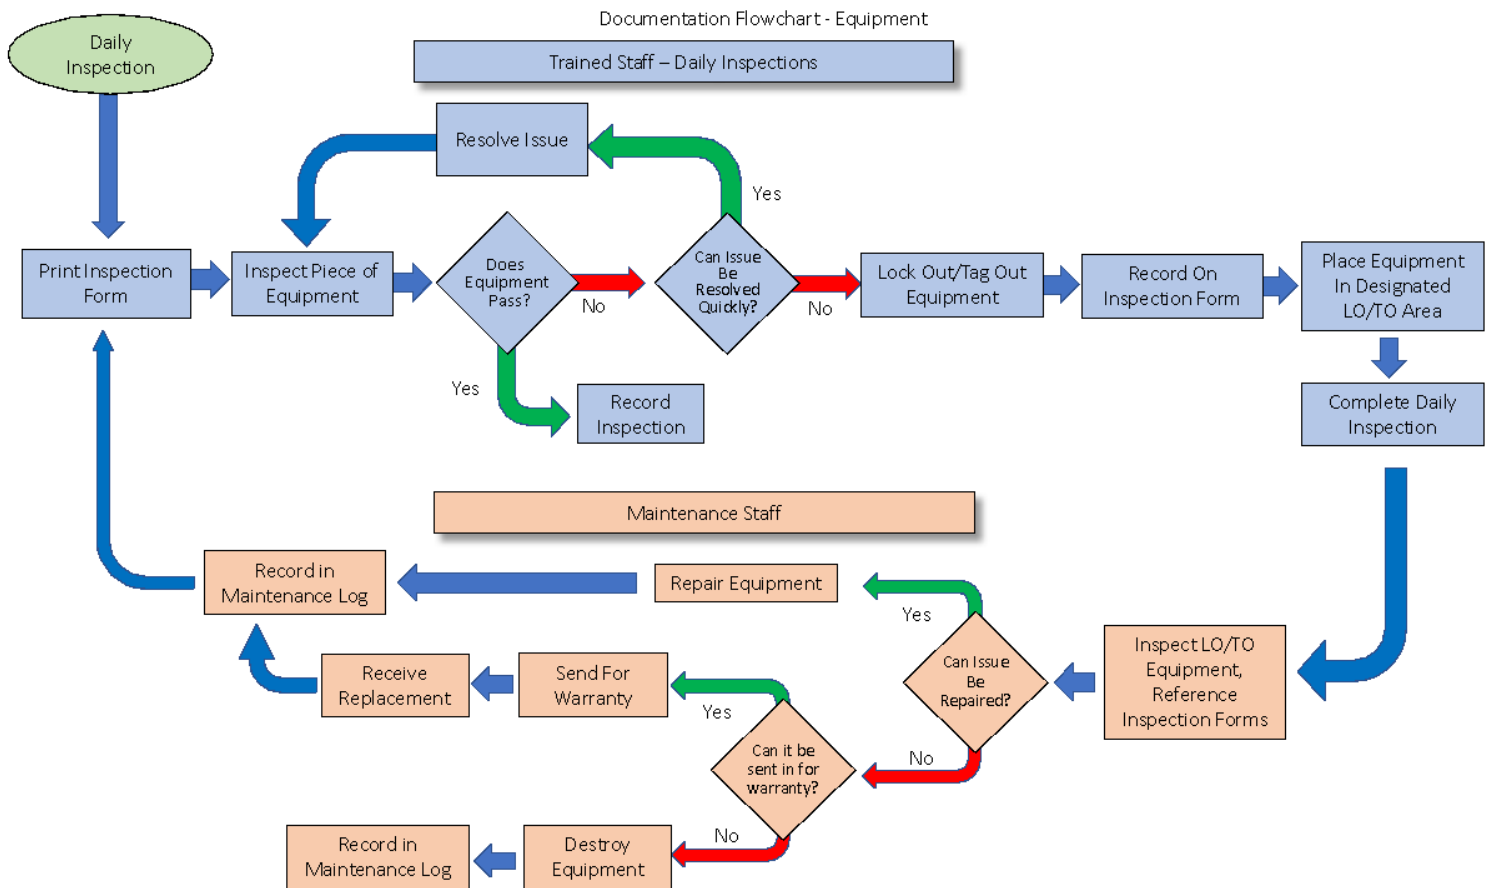 Documentation Flowchart - Equipment
Daily
Inspection
Trained Staff – Daily Inspections
Resolve Issue
Yes
Print Inspection
Form
Inspect Piece of
Equipment
Does
Equipment
Pass?
No
Can Issue
Be
Resolved
Quickly?
No
Lock Out/Tag Out
Equipment
Record On
Inspection Form
Place Equipment
In Designated
LO/TO Area
Yes
Record
Inspection
Complete Daily
Inspection
Maintenance Staff
Record in
Maintenance Log
Repair Equipment
Yes
Inspect LO/TO
Equipment,
Reference
Inspection Forms
Can Issue
Be
Repaired?
Receive
Replacement
Send For
Warranty
Yes
No
Can it be
sent in for
warranty?
No
Record in
Maintenance Log
Destroy
Equipment